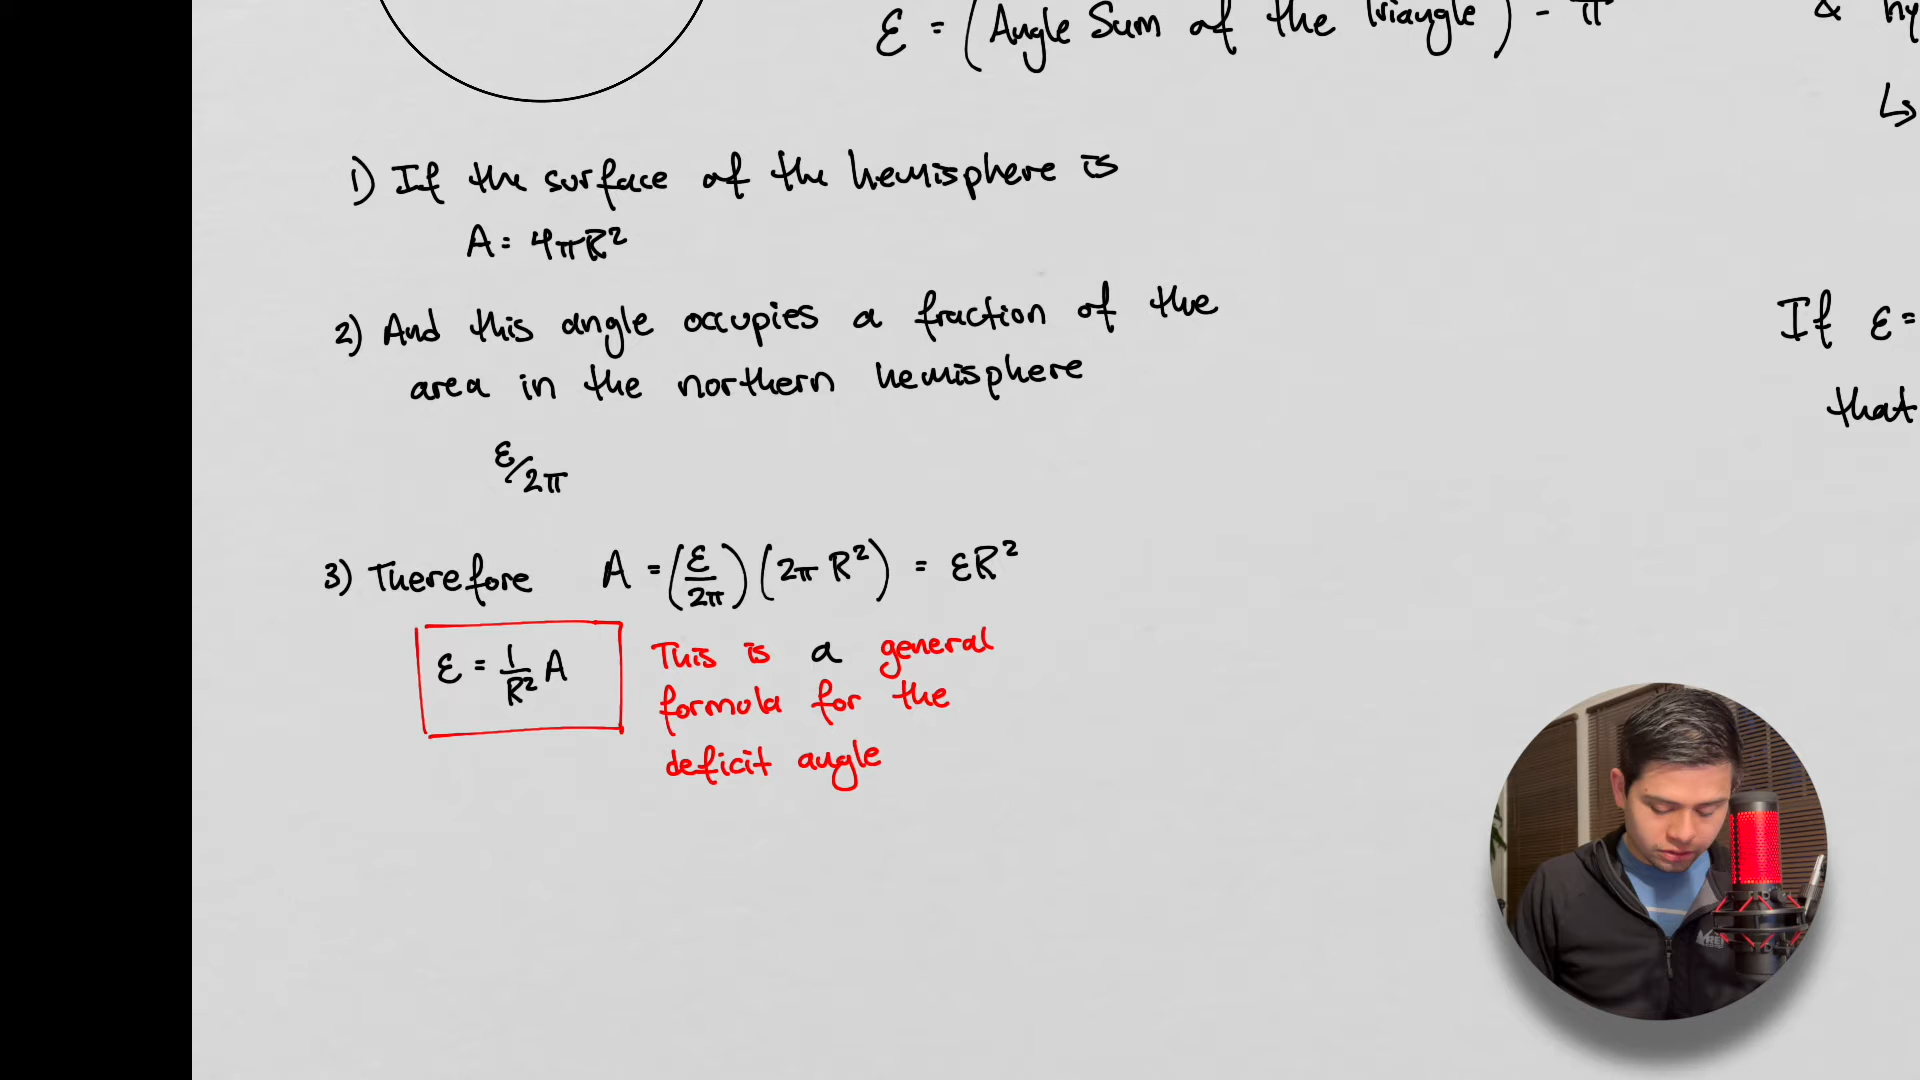 ε = (Angle Sum of the Triangle) - π
& hy
↳
1) If the surface of the hemisphere is
A = 4πR²
2) And this angle occupies a fraction of the
area in the northern hemisphere
ε/2π
If ε =
that
3) Therefore A = (ε/2π)(2πR²) = εR²
ε = 1/R² A
This is a general
formula for the
deficit angle